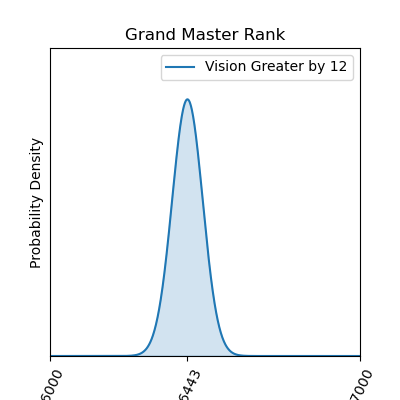 Grand Master Rank
Vision Greater by 12
Probability Density
6000
6443
7000